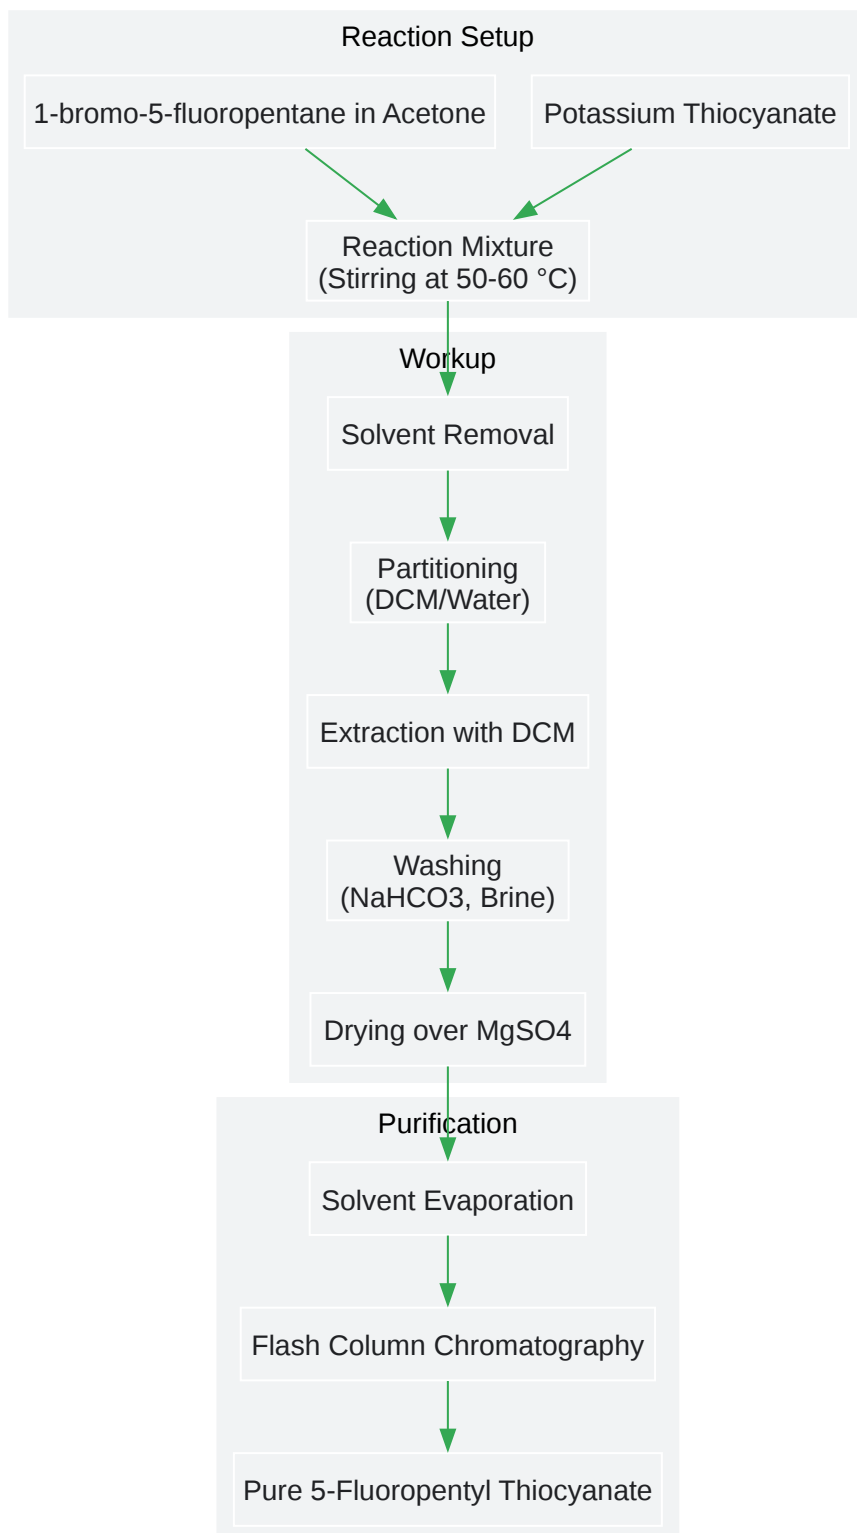 Reaction Setup
1-bromo-5-fluoropentane in Acetone
Potassium Thiocyanate
Reaction Mixture
(Stirring at 50-60 °C)
Workup
Solvent Removal
Partitioning
(DCM/Water)
Extraction with DCM
Washing
(NaHCO3, Brine)
Drying over MgSO4
Purification
Solvent Evaporation
Flash Column Chromatography
Pure 5-Fluoropentyl Thiocyanate